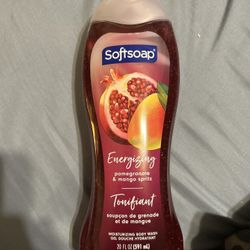 Softsoap
Energizing
pomegranate
& mango spritz
Tonifiant
soupçon de grenade
et de mangue
MOISTURIZING BODY WASH
GEL DOUCHE HYDRATANT
20 FL OZ (591 mL)